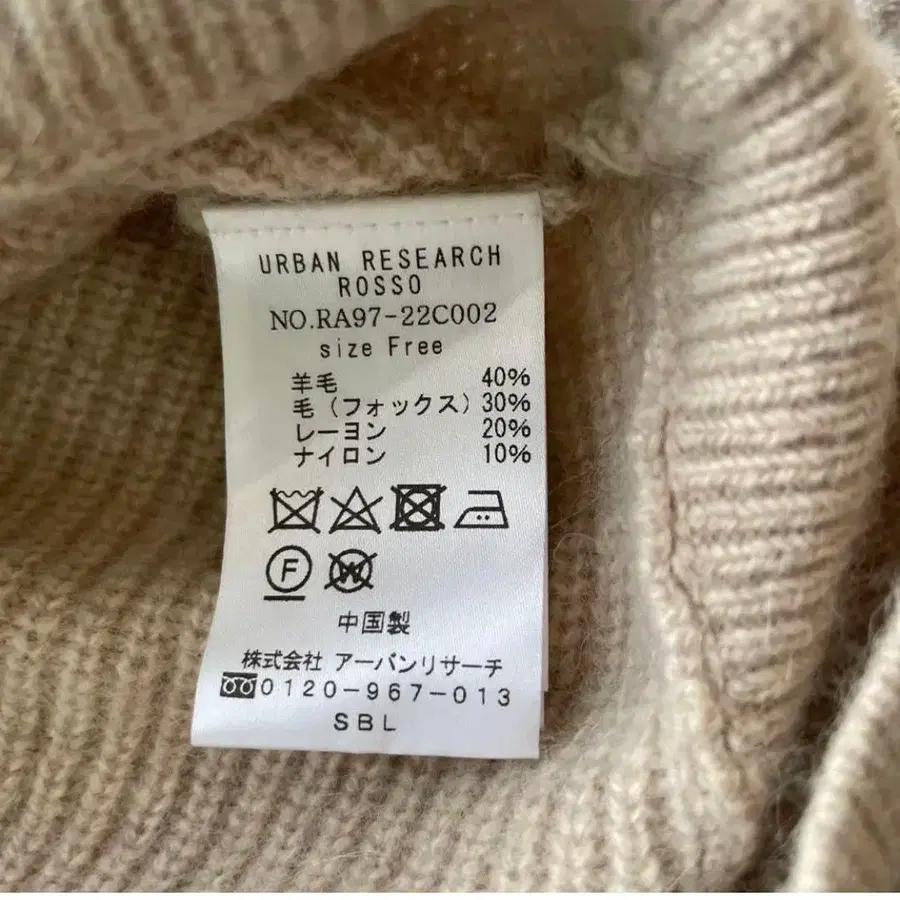 URBAN RESEARCH
ROSSO
NO.RA97-22C002
size Free
羊毛 40%
毛(フォックス)30%
レーヨン 20%
ナイロン 10%
F W
中国製
株式会社 アーバンリサーチ
0120-967-013
SBL